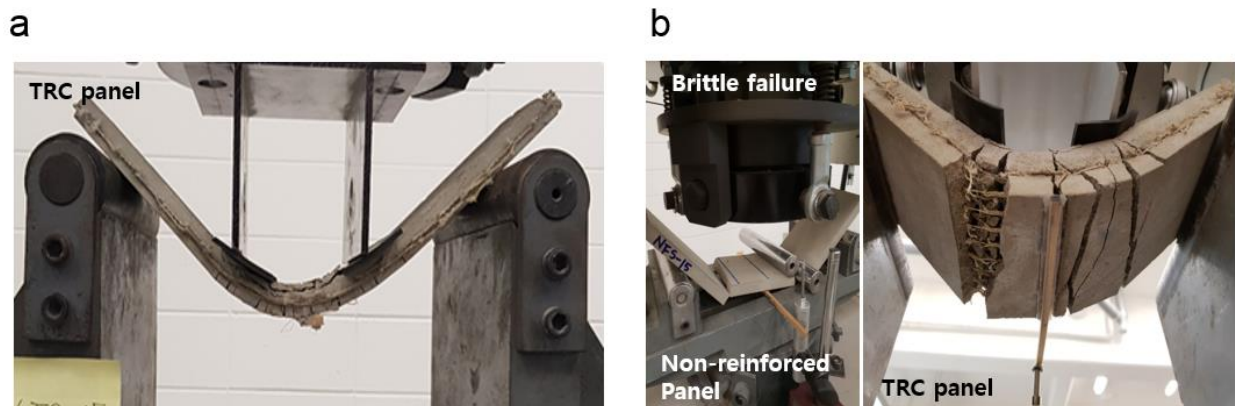 a
b
TRC panel
Brittle failure
NFS-15
Non-reinforced
Panel
TRC panel